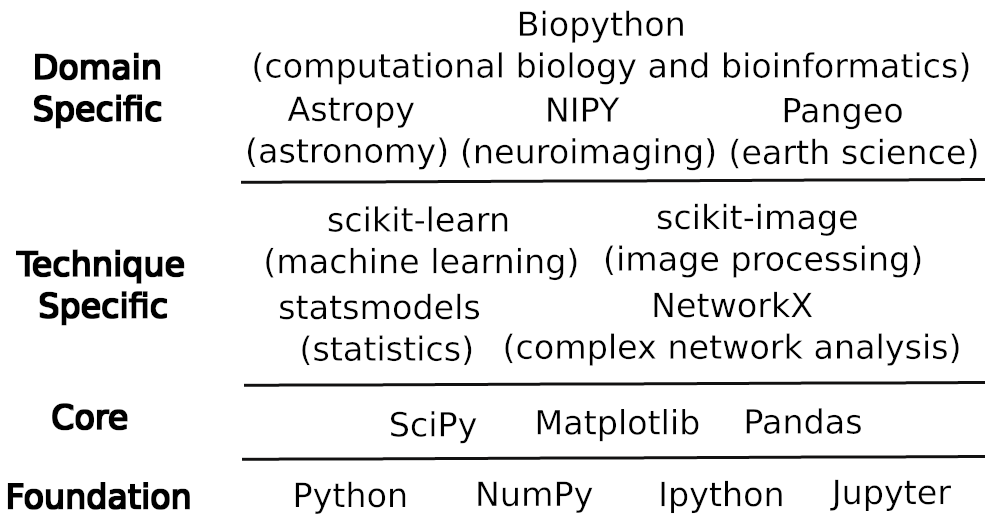 Domain
Specific
Biopython
(computational biology and bioinformatics)
Astropy NIPY Pangeo
(astronomy) (neuroimaging) (earth science)
Technique
Specific
scikit-learn scikit-image
(machine learning) (image processing)
statsmodels NetworkX
(statistics) (complex network analysis)
Core
SciPy Matplotlib Pandas
Foundation
Python NumPy Ipython Jupyter